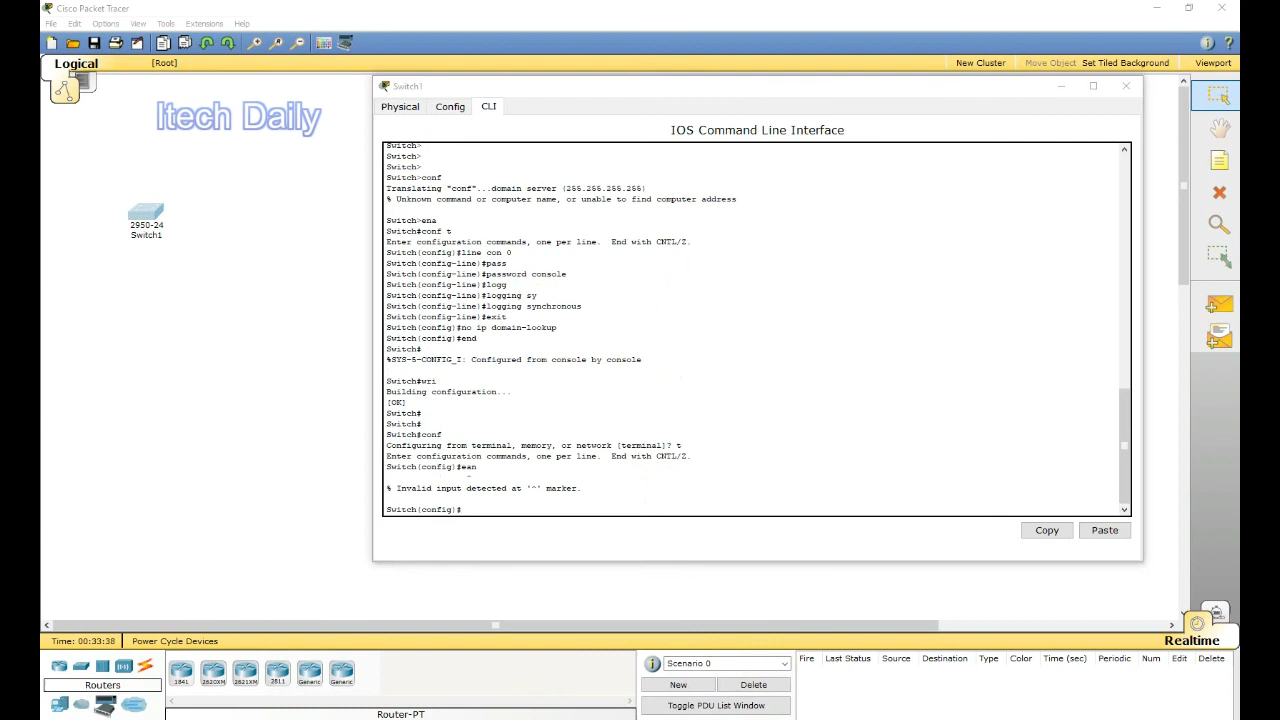 Cisco Packet Tracer
File Edit Options View Tools Extensions Help
Logical
[Root]
New Cluster Move Object Set Tiled Background Viewport
Itech Daily
2950-24
Switch1
Switch1
Physical Config CLI
IOS Command Line Interface
Switch>
Switch>
Switch>
Switch>conf
Translating "conf"...domain server (255.255.255.255)
% Unknown command or computer name, or unable to find computer address
Switch>ena
Switch#conf t
Enter configuration commands, one per line.  End with CNTL/Z.
Switch(config)#line con 0
Switch(config-line)#pass
Switch(config-line)#password console
Switch(config-line)#logg
Switch(config-line)#logging sy
Switch(config-line)#logging synchronous
Switch(config-line)#exit
Switch(config)#no ip domain-lookup
Switch(config)#end
Switch#
%SYS-5-CONFIG_I: Configured from console by console
Switch#wri
Building configuration...
[OK]
Switch#
Switch#
Switch#conf
Configuring from terminal, memory, or network [terminal]? t
Enter configuration commands, one per line.  End with CNTL/Z.
Switch(config)#ean
^
% Invalid input detected at '^' marker.
Switch(config)#
Copy Paste
Time: 00:33:38 Power Cycle Devices
Realtime
Routers
1841 2620XM 2621XM 2811 Generic Generic
Router-PT
Scenario 0
New Delete
Toggle PDU List Window
Fire Last Status Source Destination Type Color Time (sec) Periodic Num Edit Delete